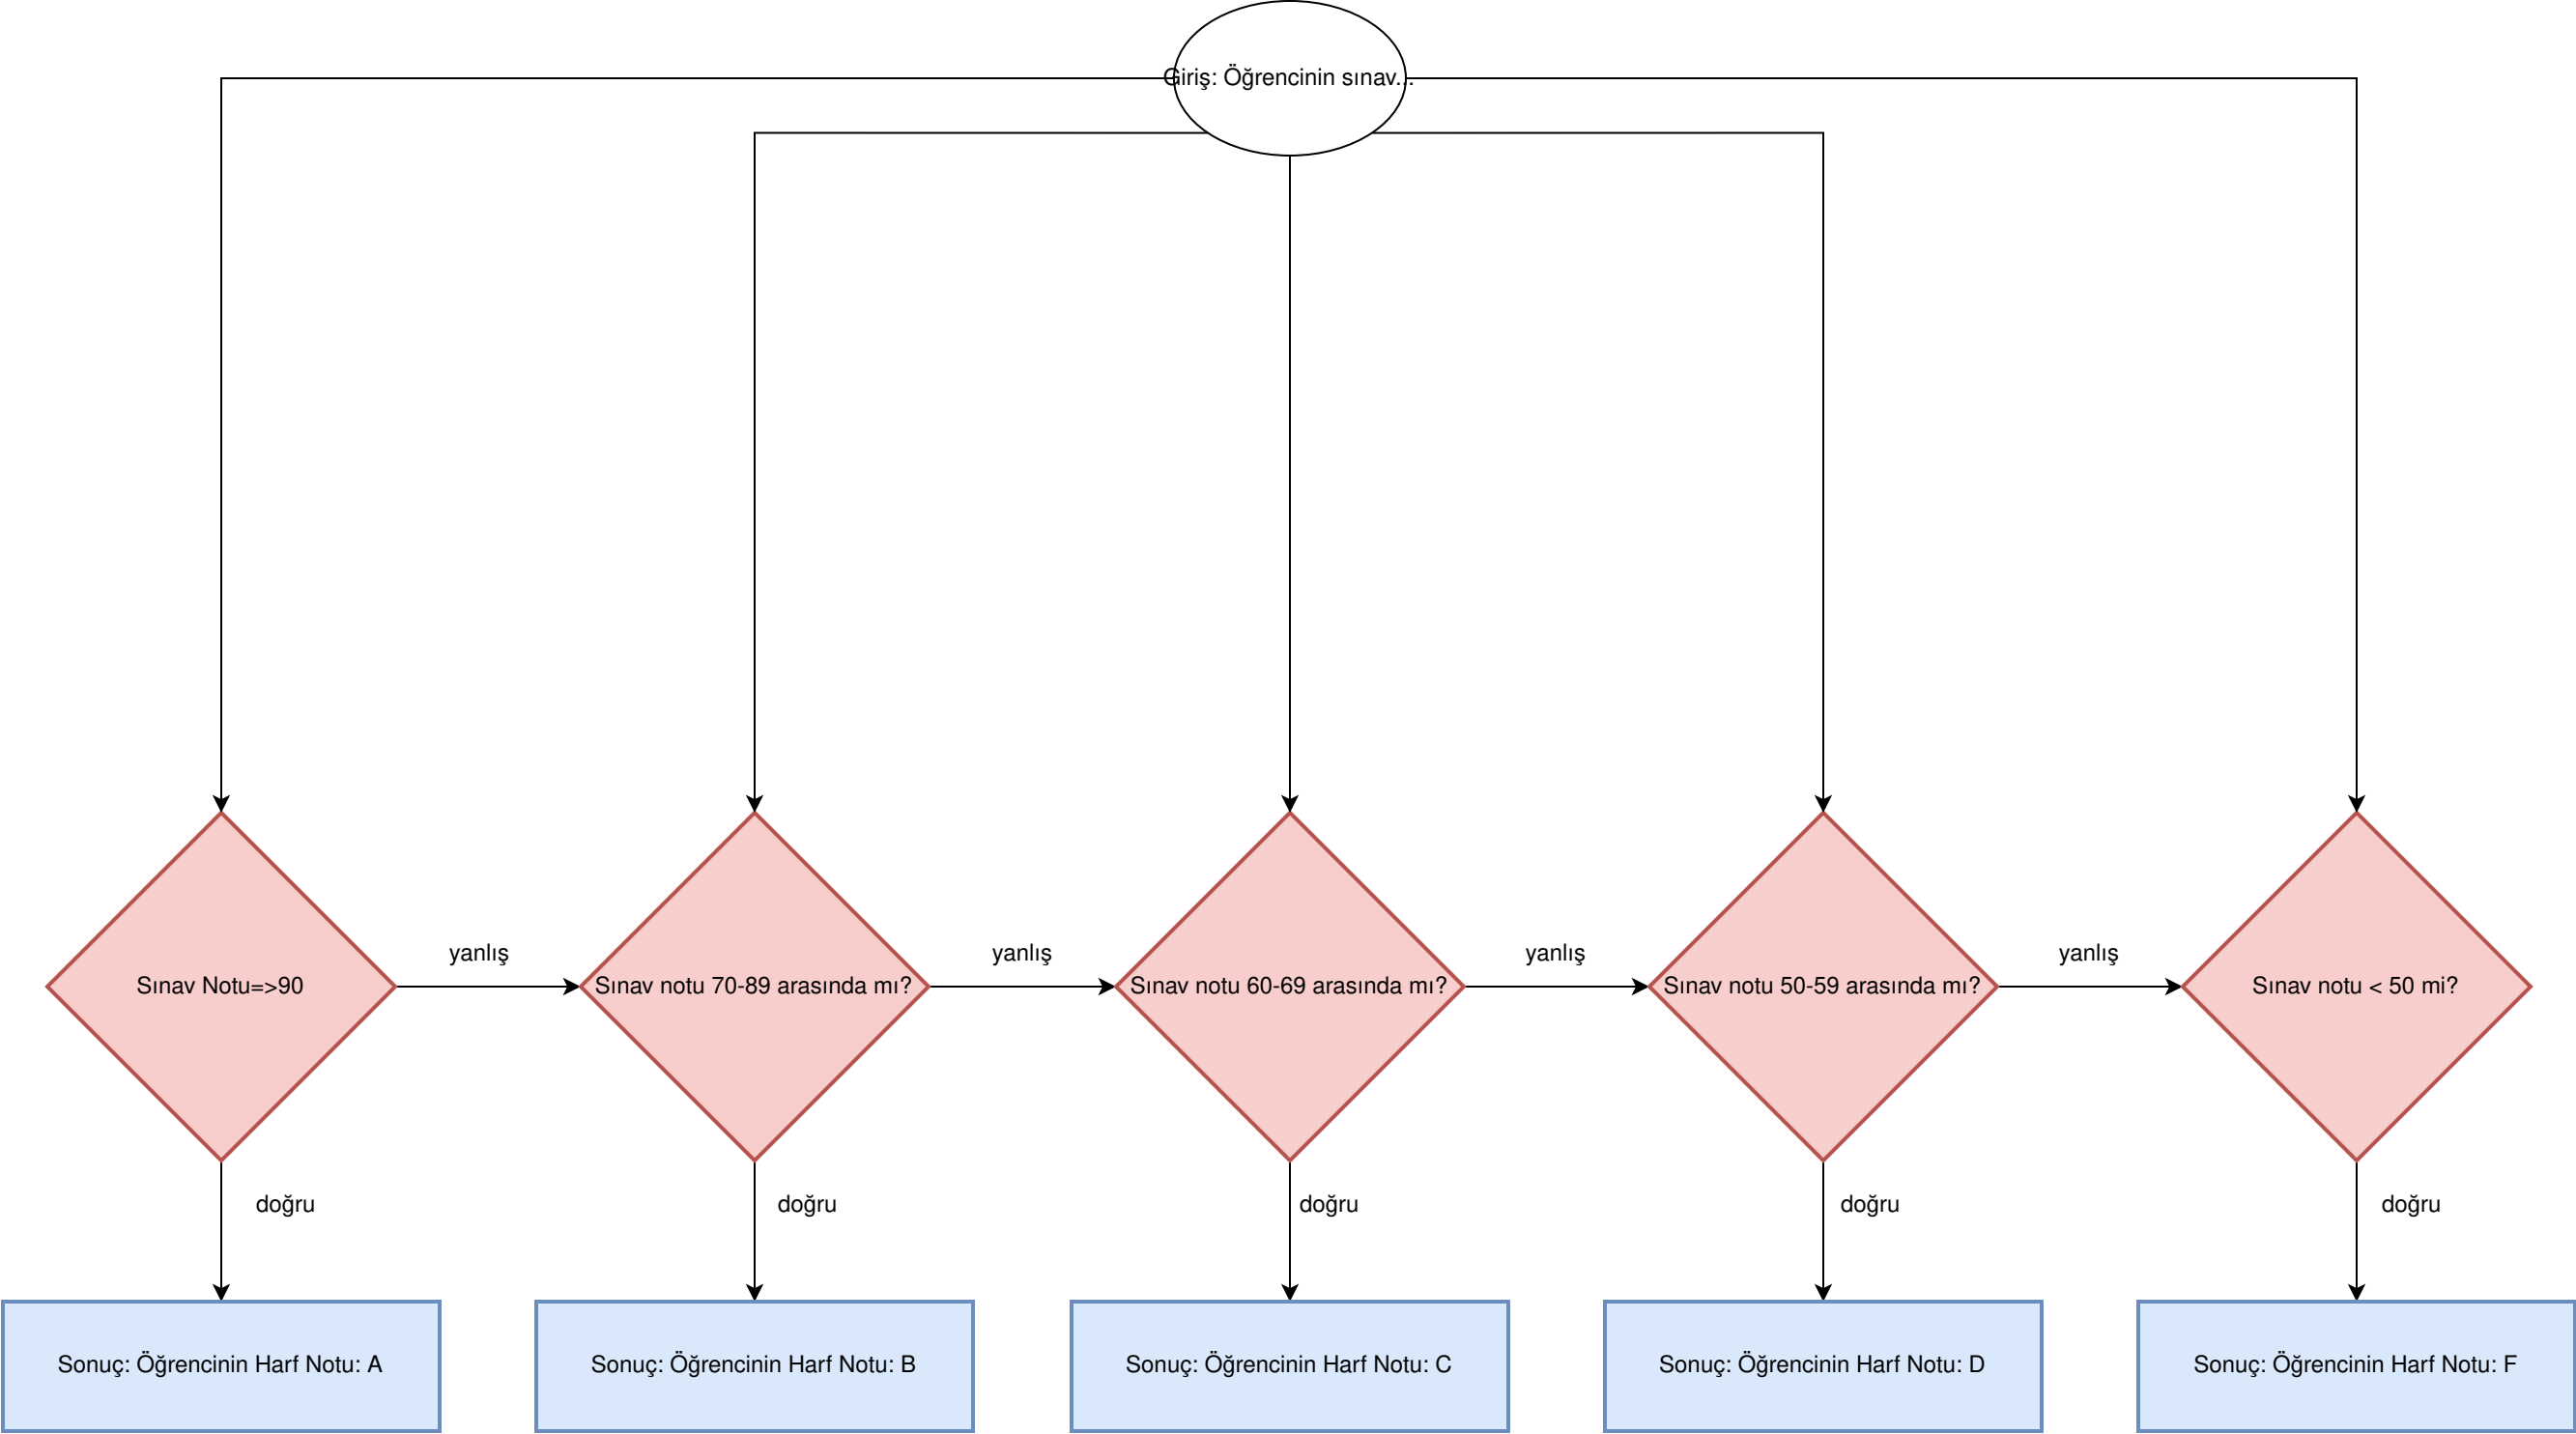 Giriş: Öğrencinin sınav...
Sınav Notu=>90
yanlış
Sınav notu 70-89 arasında mı?
yanlış
Sınav notu 60-69 arasında mı?
yanlış
Sınav notu 50-59 arasında mı?
yanlış
Sınav notu < 50 mi?
doğru
doğru
doğru
doğru
doğru
Sonuç: Öğrencinin Harf Notu: A
Sonuç: Öğrencinin Harf Notu: B
Sonuç: Öğrencinin Harf Notu: C
Sonuç: Öğrencinin Harf Notu: D
Sonuç: Öğrencinin Harf Notu: F